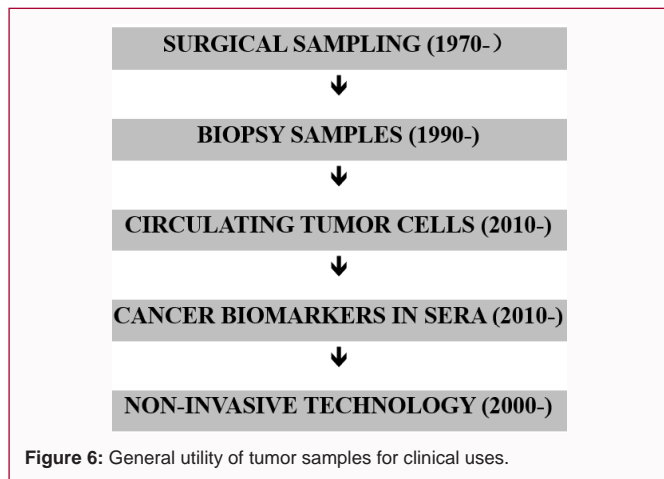 SURGICAL SAMPLING (1970-）
🡳
BIOPSY SAMPLES (1990-)
🡳
CIRCULATING TUMOR CELLS (2010-)
🡳
CANCER BIOMARKERS IN SERA (2010-)
🡳
NON-INVASIVE TECHNOLOGY (2000-)
Figure 6: General utility of tumor samples for clinical uses.